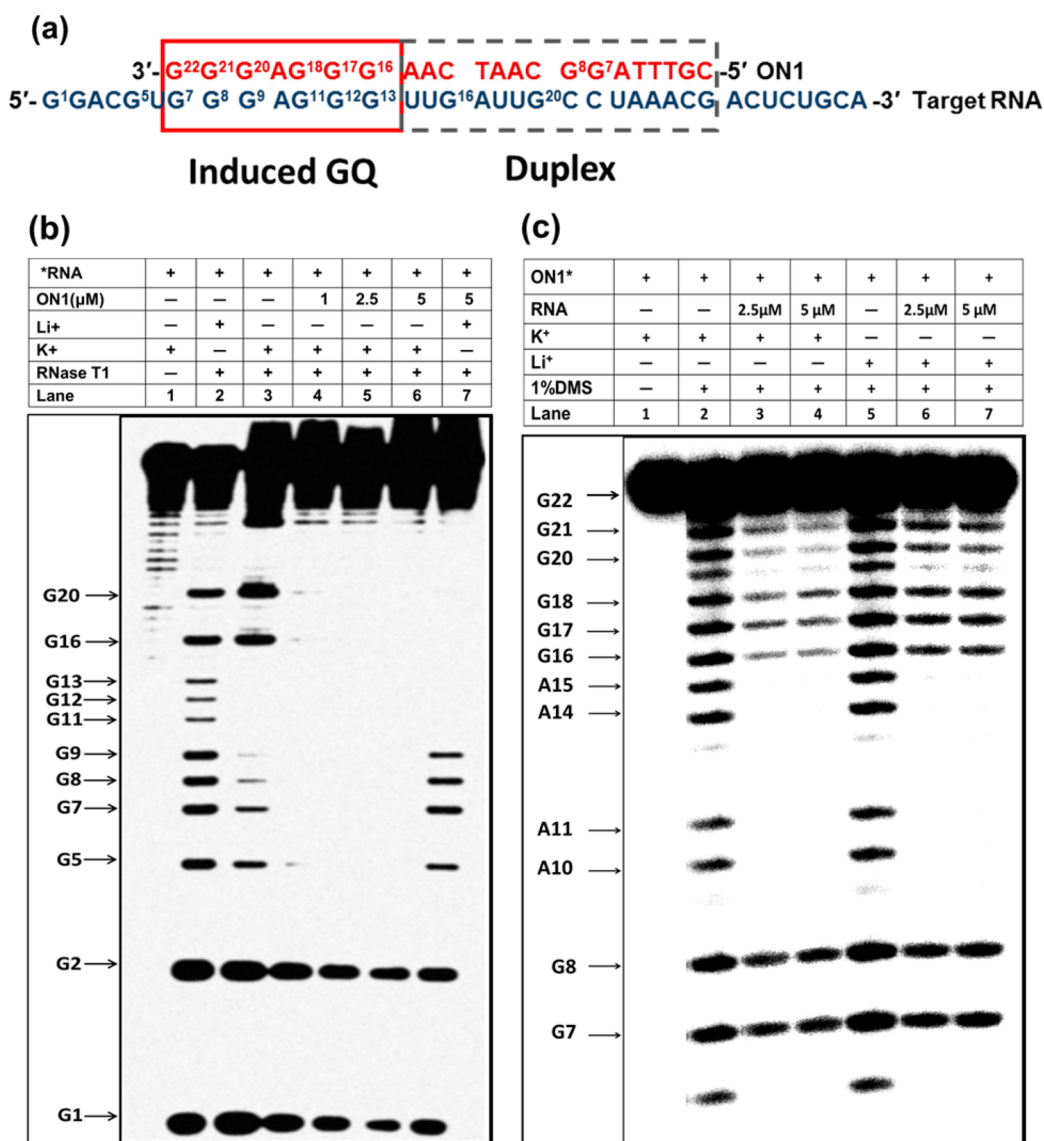 (a)
3′-G²²G²¹G²⁰AG¹⁸G¹⁷G¹⁶ AAC TAAC G⁸G⁷ATTTGC-5′ ON1
5′-G¹GACG⁵UG⁷ G⁸ G⁹ AG¹¹G¹²G¹³ UUG¹⁶AUUG²⁰CC UAAACG ACUCUGCA-3′ Target RNA
Induced GQ Duplex
(b)
*RNA + + + + + + +
ON1(μM) — — — 1 2.5 5 5
Li+ — + — — — — +
K+ + — + + + + —
RNase T1 — + + + + + +
Lane 1 2 3 4 5 6 7
G20
G16
G13
G12
G11
G9
G8
G7
G5
G2
G1
(c)
ON1* + + + + + + +
RNA — — 2.5μM 5 μM — 2.5μM 5 μM
K⁺ + + + + — — —
Li⁺ — — — — + + +
1%DMS — + + + + + +
Lane 1 2 3 4 5 6 7
G22
G21
G20
G18
G17
G16
A15
A14
A11
A10
G8
G7